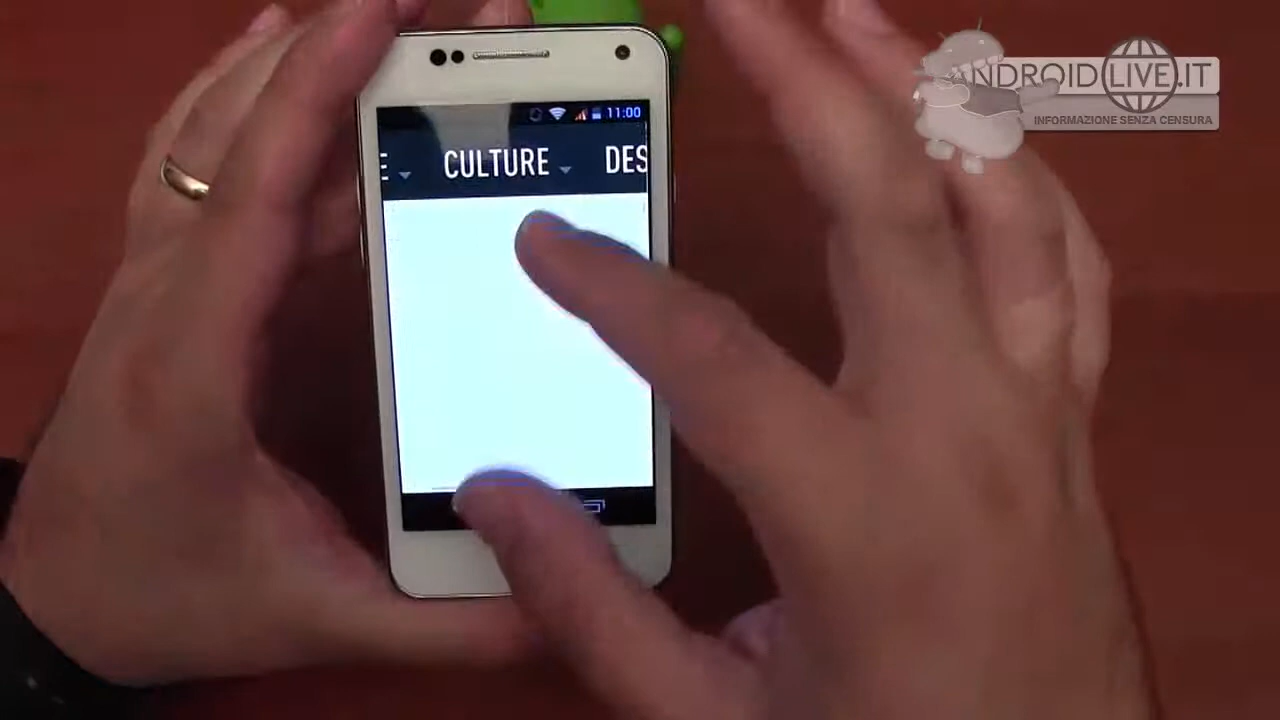 ANDROIDLIVE.IT
INFORMAZIONE SENZA CENSURA
11:00
E CULTURE DES